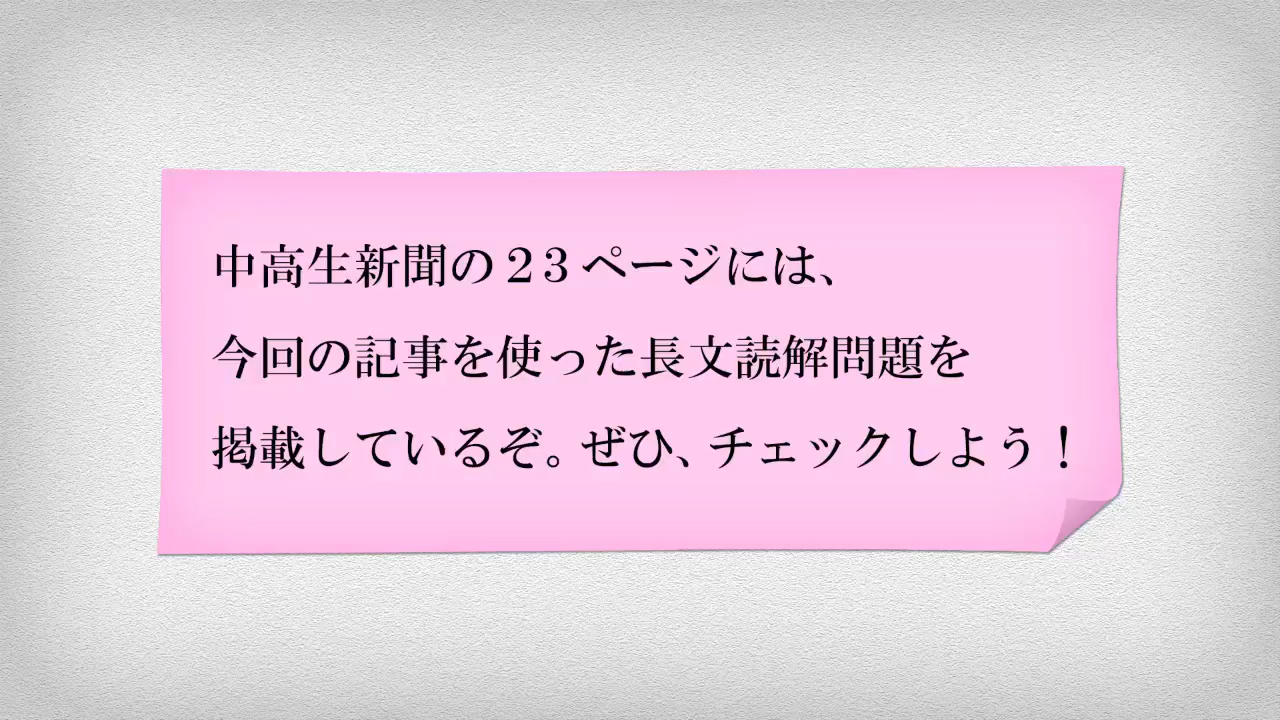 中高生新聞の２３ページには、
今回の記事を使った長文読解問題を
掲載しているぞ。ぜひ、チェックしよう！